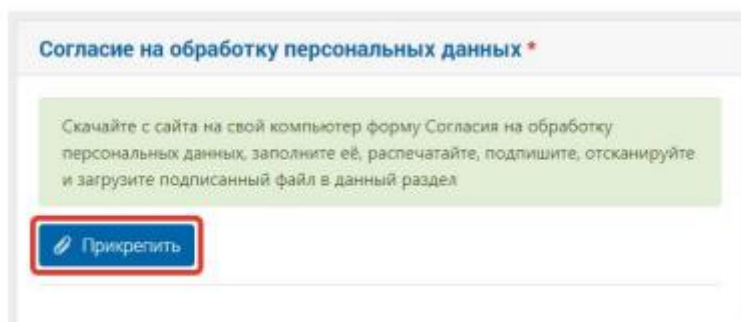 Согласие на обработку персональных данных *
Скачайте с сайта на свой компьютер форму Согласия на обработку
персональных данных, заполните её, распечатайте, подпишите, отсканируйте
и загрузите подписанный файл в данный раздел
Прикрепить